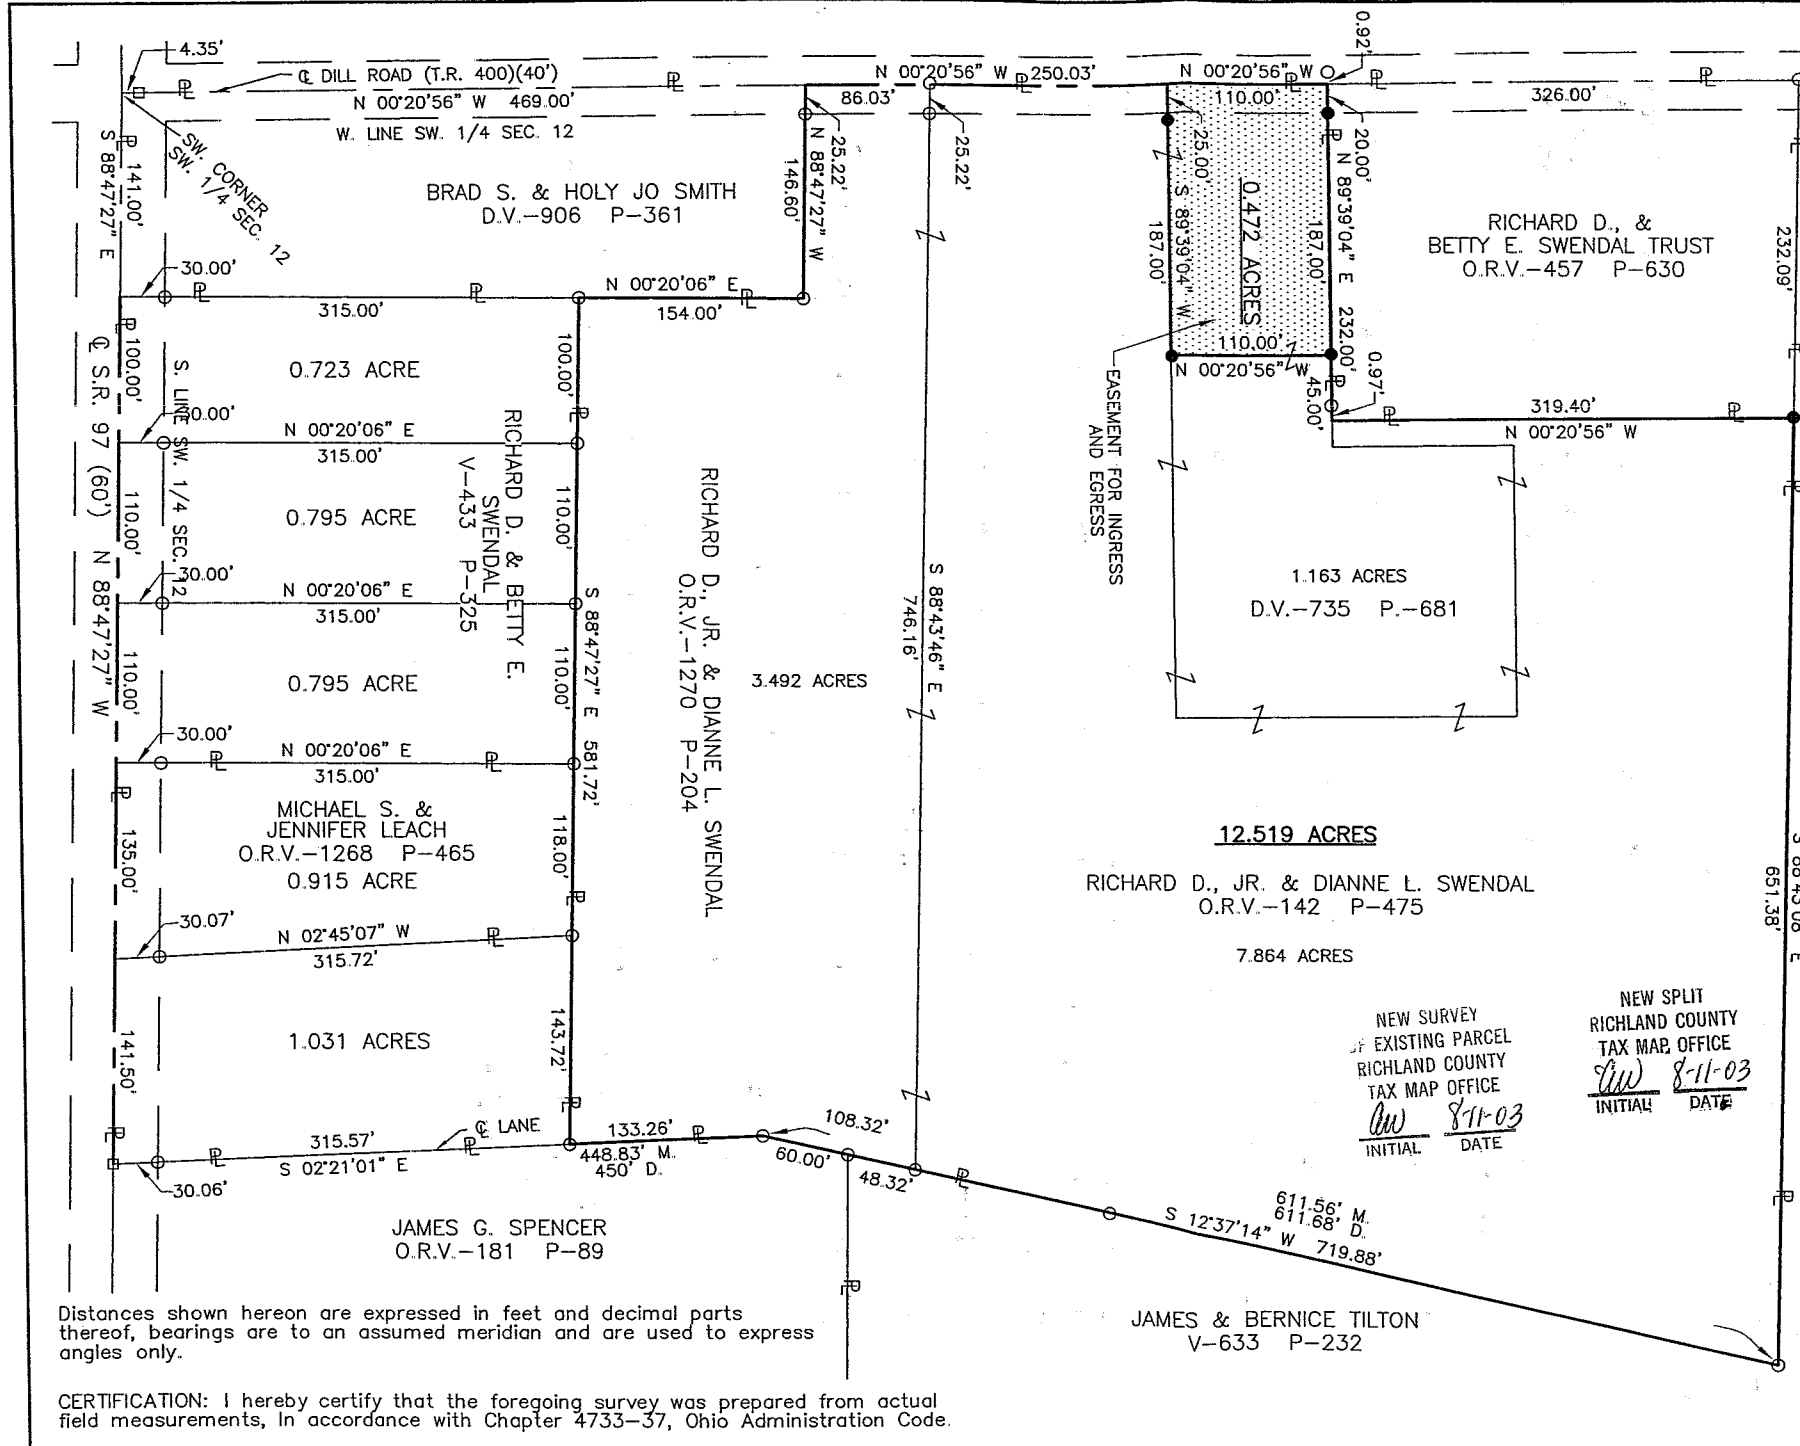 4.35'
℄ DILL ROAD (T.R. 400)(40')
N 00°20'56" W 469.00'
W. LINE SW. 1/4 SEC. 12
N 00°20'56" W 250.03'
86.03'
N 00°20'56" W
110.00'
0.92'
326.00'
S 88°47'27" E
141.00'
SW. CORNER
SW. 1/4 SEC. 12
BRAD S. & HOLY JO SMITH
D.V.-906 P-361
146.60'
N 88°47'27" W
25.22'
25.22'
25.00'
S 89°39'04" W
187.00'
0.472 ACRES
20.00'
N 89°39'04" E 232.00'
187.00'
RICHARD D., &
BETTY E. SWENDAL TRUST
O.R.V.-457 P-630
232.09'
30.00'
315.00'
N 00°20'06" E
154.00'
110.00'
N 00°20'56" W
45.00'
0.97'
319.40'
N 00°20'56" W
EASEMENT FOR INGRESS
AND EGRESS
℄ S.R. 97 (60') N 88°47'27" W
S. LINE SW. 1/4 SEC. 12
100.00'
0.723 ACRE
100.00'
30.00'
N 00°20'06" E
315.00'
110.00'
0.795 ACRE
110.00'
RICHARD D. & BETTY E.
SWENDAL
V-433 P-325
30.00'
N 00°20'06" E
315.00'
110.00'
0.795 ACRE
110.00'
S 88°47'27" E 581.72'
RICHARD D., JR. & DIANNE L. SWENDAL
O.R.V.-1270 P-204
3.492 ACRES
S 88°43'46" E
746.16'
1.163 ACRES
D.V.-735 P.-681
30.00'
N 00°20'06" E
315.00'
135.00'
MICHAEL S. &
JENNIFER LEACH
O.R.V.-1268 P-465
0.915 ACRE
118.00'
12.519 ACRES
RICHARD D., JR. & DIANNE L. SWENDAL
O.R.V.-142 P-475
7.864 ACRES
651.38'
30.07'
N 02°45'07" W
315.72'
141.50'
1.031 ACRES
143.72'
NEW SURVEY
OF EXISTING PARCEL
RICHLAND COUNTY
TAX MAP OFFICE
8-11-03
INITIAL DATE
NEW SPLIT
RICHLAND COUNTY
TAX MAP OFFICE
8-11-03
INITIAL DATE
30.06'
315.57'
S 02°21'01" E
℄ LANE
133.26'
448.83' M.
450' D.
108.32'
60.00'
48.32'
611.56' M.
611.68' D.
S 12°37'14" W 719.88'
JAMES G. SPENCER
O.R.V.-181 P-89
JAMES & BERNICE TILTON
V-633 P-232
Distances shown hereon are expressed in feet and decimal parts
thereof, bearings are to an assumed meridian and are used to express
angles only.
CERTIFICATION: I hereby certify that the foregoing survey was prepared from actual
field measurements, In accordance with Chapter 4733-37, Ohio Administration Code.